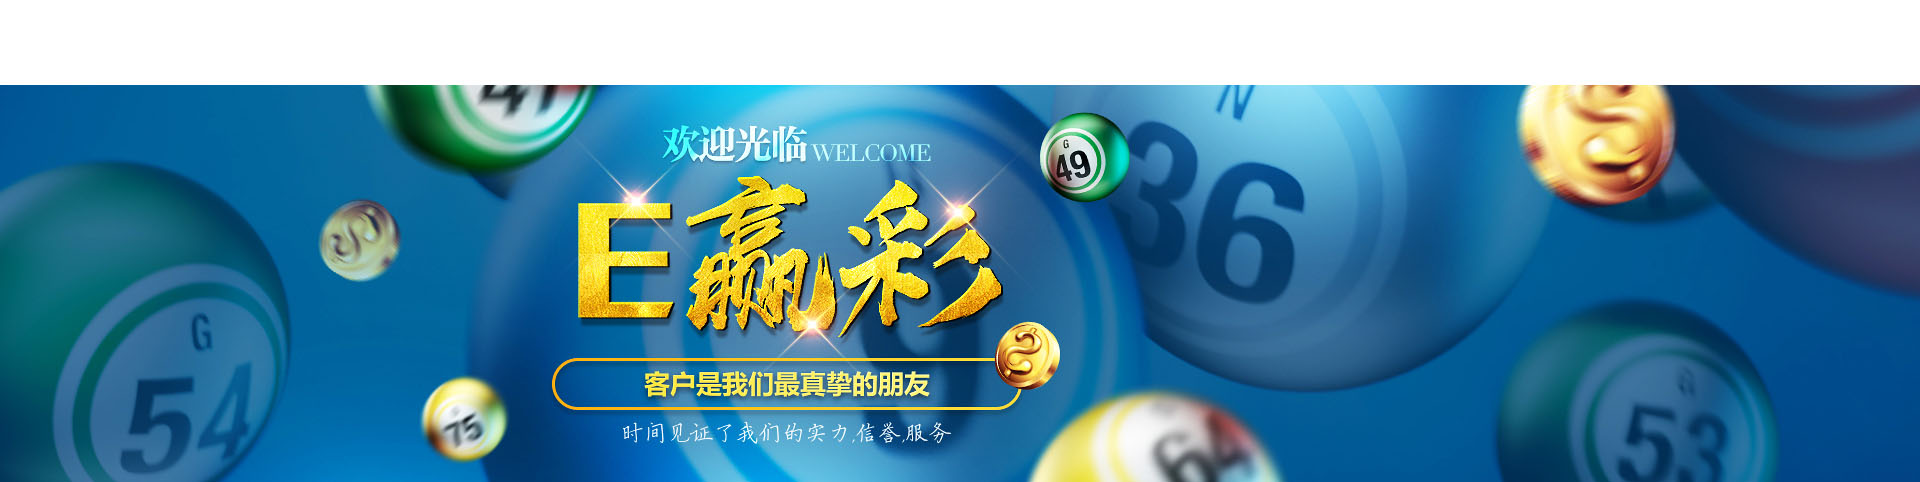 欢迎光临 WELCOME
E赢彩
客户是我们最真挚的朋友
时间见证了我们的实力,信誉,服务
47
G
49
N
36
G
54
75
64
G
53